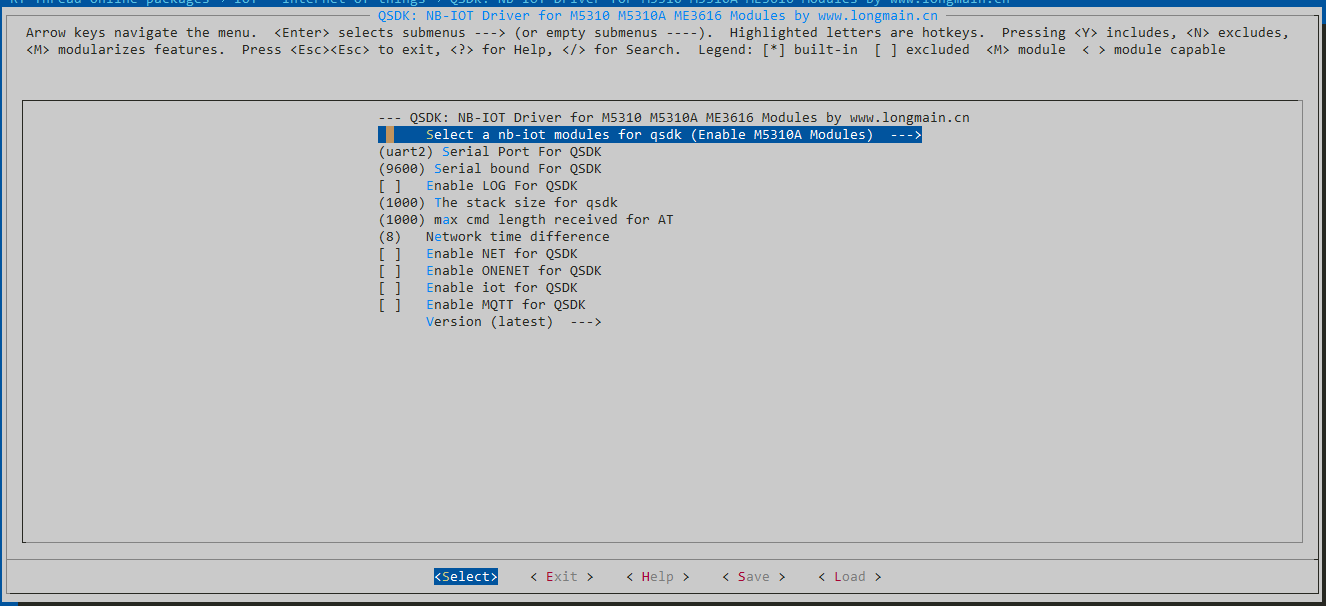 RT-Thread online packages → IoT - internet of things → QSDK: NB-IOT Driver for M5310 M5310A ME3616 Modules by www.longmain.cn
QSDK: NB-IOT Driver for M5310 M5310A ME3616 Modules by www.longmain.cn
Arrow keys navigate the menu. <Enter> selects submenus ---> (or empty submenus ----). Highlighted letters are hotkeys. Pressing <Y> includes, <N> excludes,
<M> modularizes features. Press <Esc><Esc> to exit, <?> for Help, </> for Search. Legend: [*] built-in [ ] excluded <M> module < > module capable
--- QSDK: NB-IOT Driver for M5310 M5310A ME3616 Modules by www.longmain.cn
Select a nb-iot modules for qsdk (Enable M5310A Modules) --->
(uart2) Serial Port For QSDK
(9600) Serial bound For QSDK
[ ] Enable LOG For QSDK
(1000) The stack size for qsdk
(1000) max cmd length received for AT
(8) Network time difference
[ ] Enable NET for QSDK
[ ] Enable ONENET for QSDK
[ ] Enable iot for QSDK
[ ] Enable MQTT for QSDK
Version (latest) --->
<Select> < Exit > < Help > < Save > < Load >